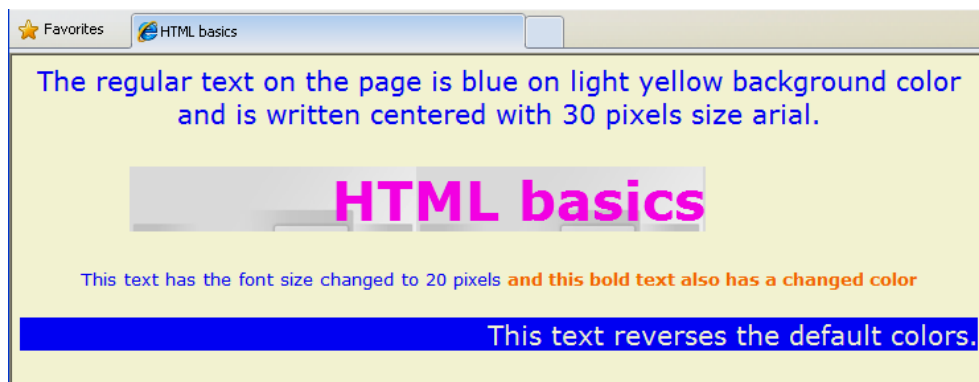 Favorites
HTML basics
The regular text on the page is blue on light yellow background color
and is written centered with 30 pixels size arial.
HTML basics
This text has the font size changed to 20 pixels and this bold text also has a changed color
This text reverses the default colors.